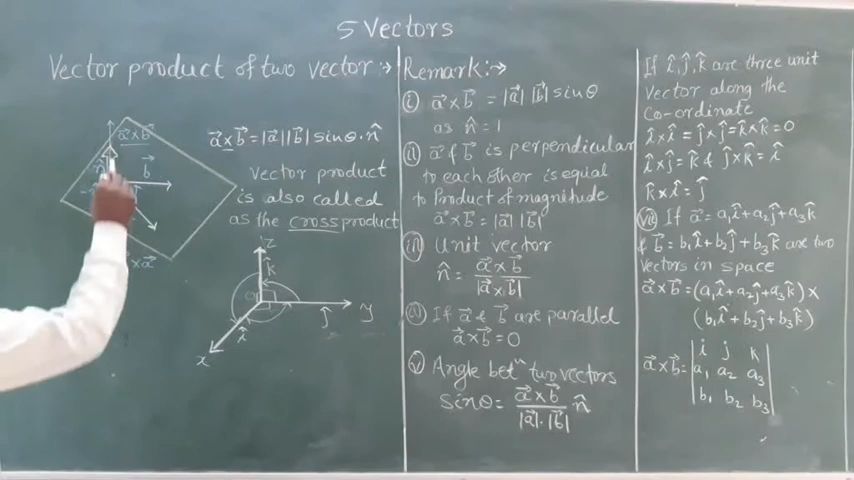 5 Vectors
Vector product of two vector :→
a⃗×b⃗
n̂
b⃗
×a⃗
a⃗×b⃗ = |a⃗||b⃗| sinθ·n̂
Vector product
is also called
as the cross product
Z
k̂
ĵ
y
î
x
Remark :→
i) a⃗×b⃗ = |a⃗| |b⃗| sinθ
as n̂ = 1
ii) a⃗ & b⃗ is perpendicular
to each other is equal
to Product of magnitude
a⃗×b⃗ = |a⃗| |b⃗|
iii) Unit vector
n̂ = a⃗×b⃗ / |a⃗×b⃗|
iv) If a⃗ & b⃗ are parallel
a⃗×b⃗ = 0
v) Angle betⁿ two vectors
sinθ = a⃗×b⃗ / |a⃗|·|b⃗| n̂
If î, ĵ, k̂ are three unit
vector along the
Co-ordinate
î×î = ĵ×ĵ = k̂×k̂ = 0
î×ĵ = k̂ & ĵ×k̂ = î
k̂×î = ĵ
vii) If a⃗ = a₁î+a₂ĵ+a₃k̂
& b⃗ = b₁î+b₂ĵ+b₃k̂ are two
vectors in space
a⃗×b⃗ = (a₁î+a₂ĵ+a₃k̂) ×
(b₁î+b₂ĵ+b₃k̂)
a⃗×b⃗ = | i j k |
| a₁ a₂ a₃ |
| b₁ b₂ b₃ |